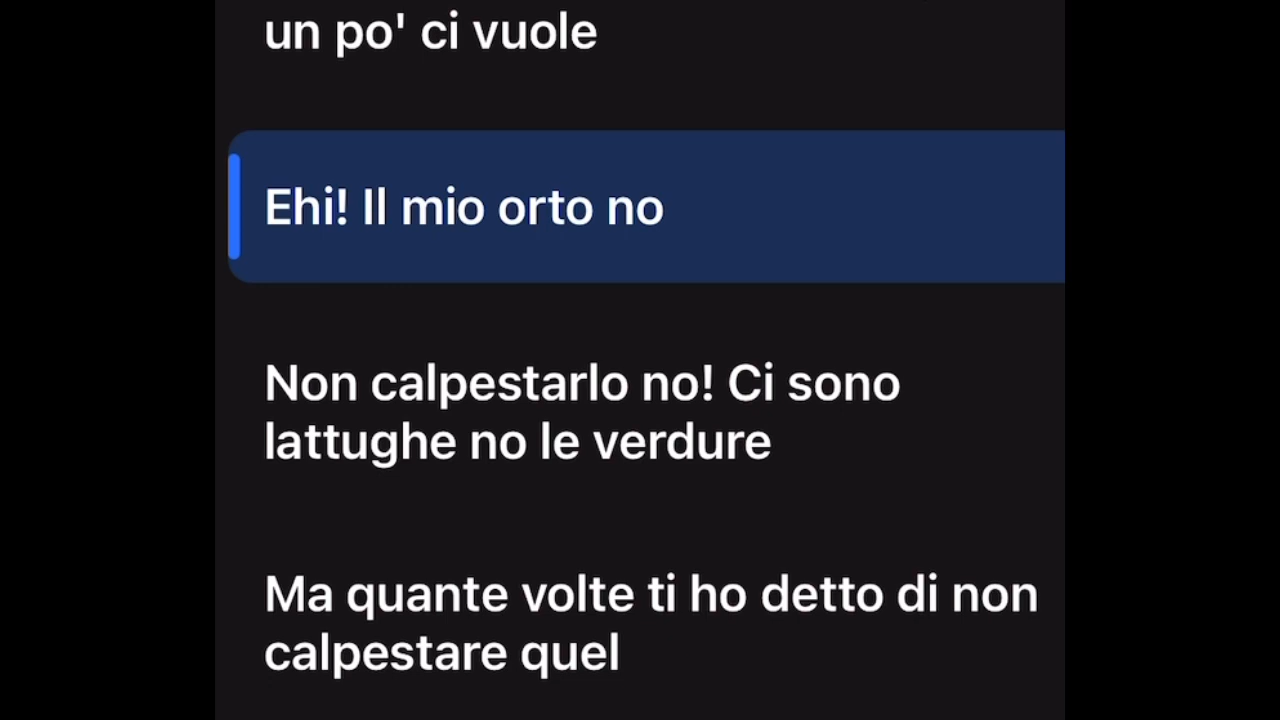 un po' ci vuole
Ehi! Il mio orto no
Non calpestarlo no! Ci sono
lattughe no le verdure
Ma quante volte ti ho detto di non
calpestare quel